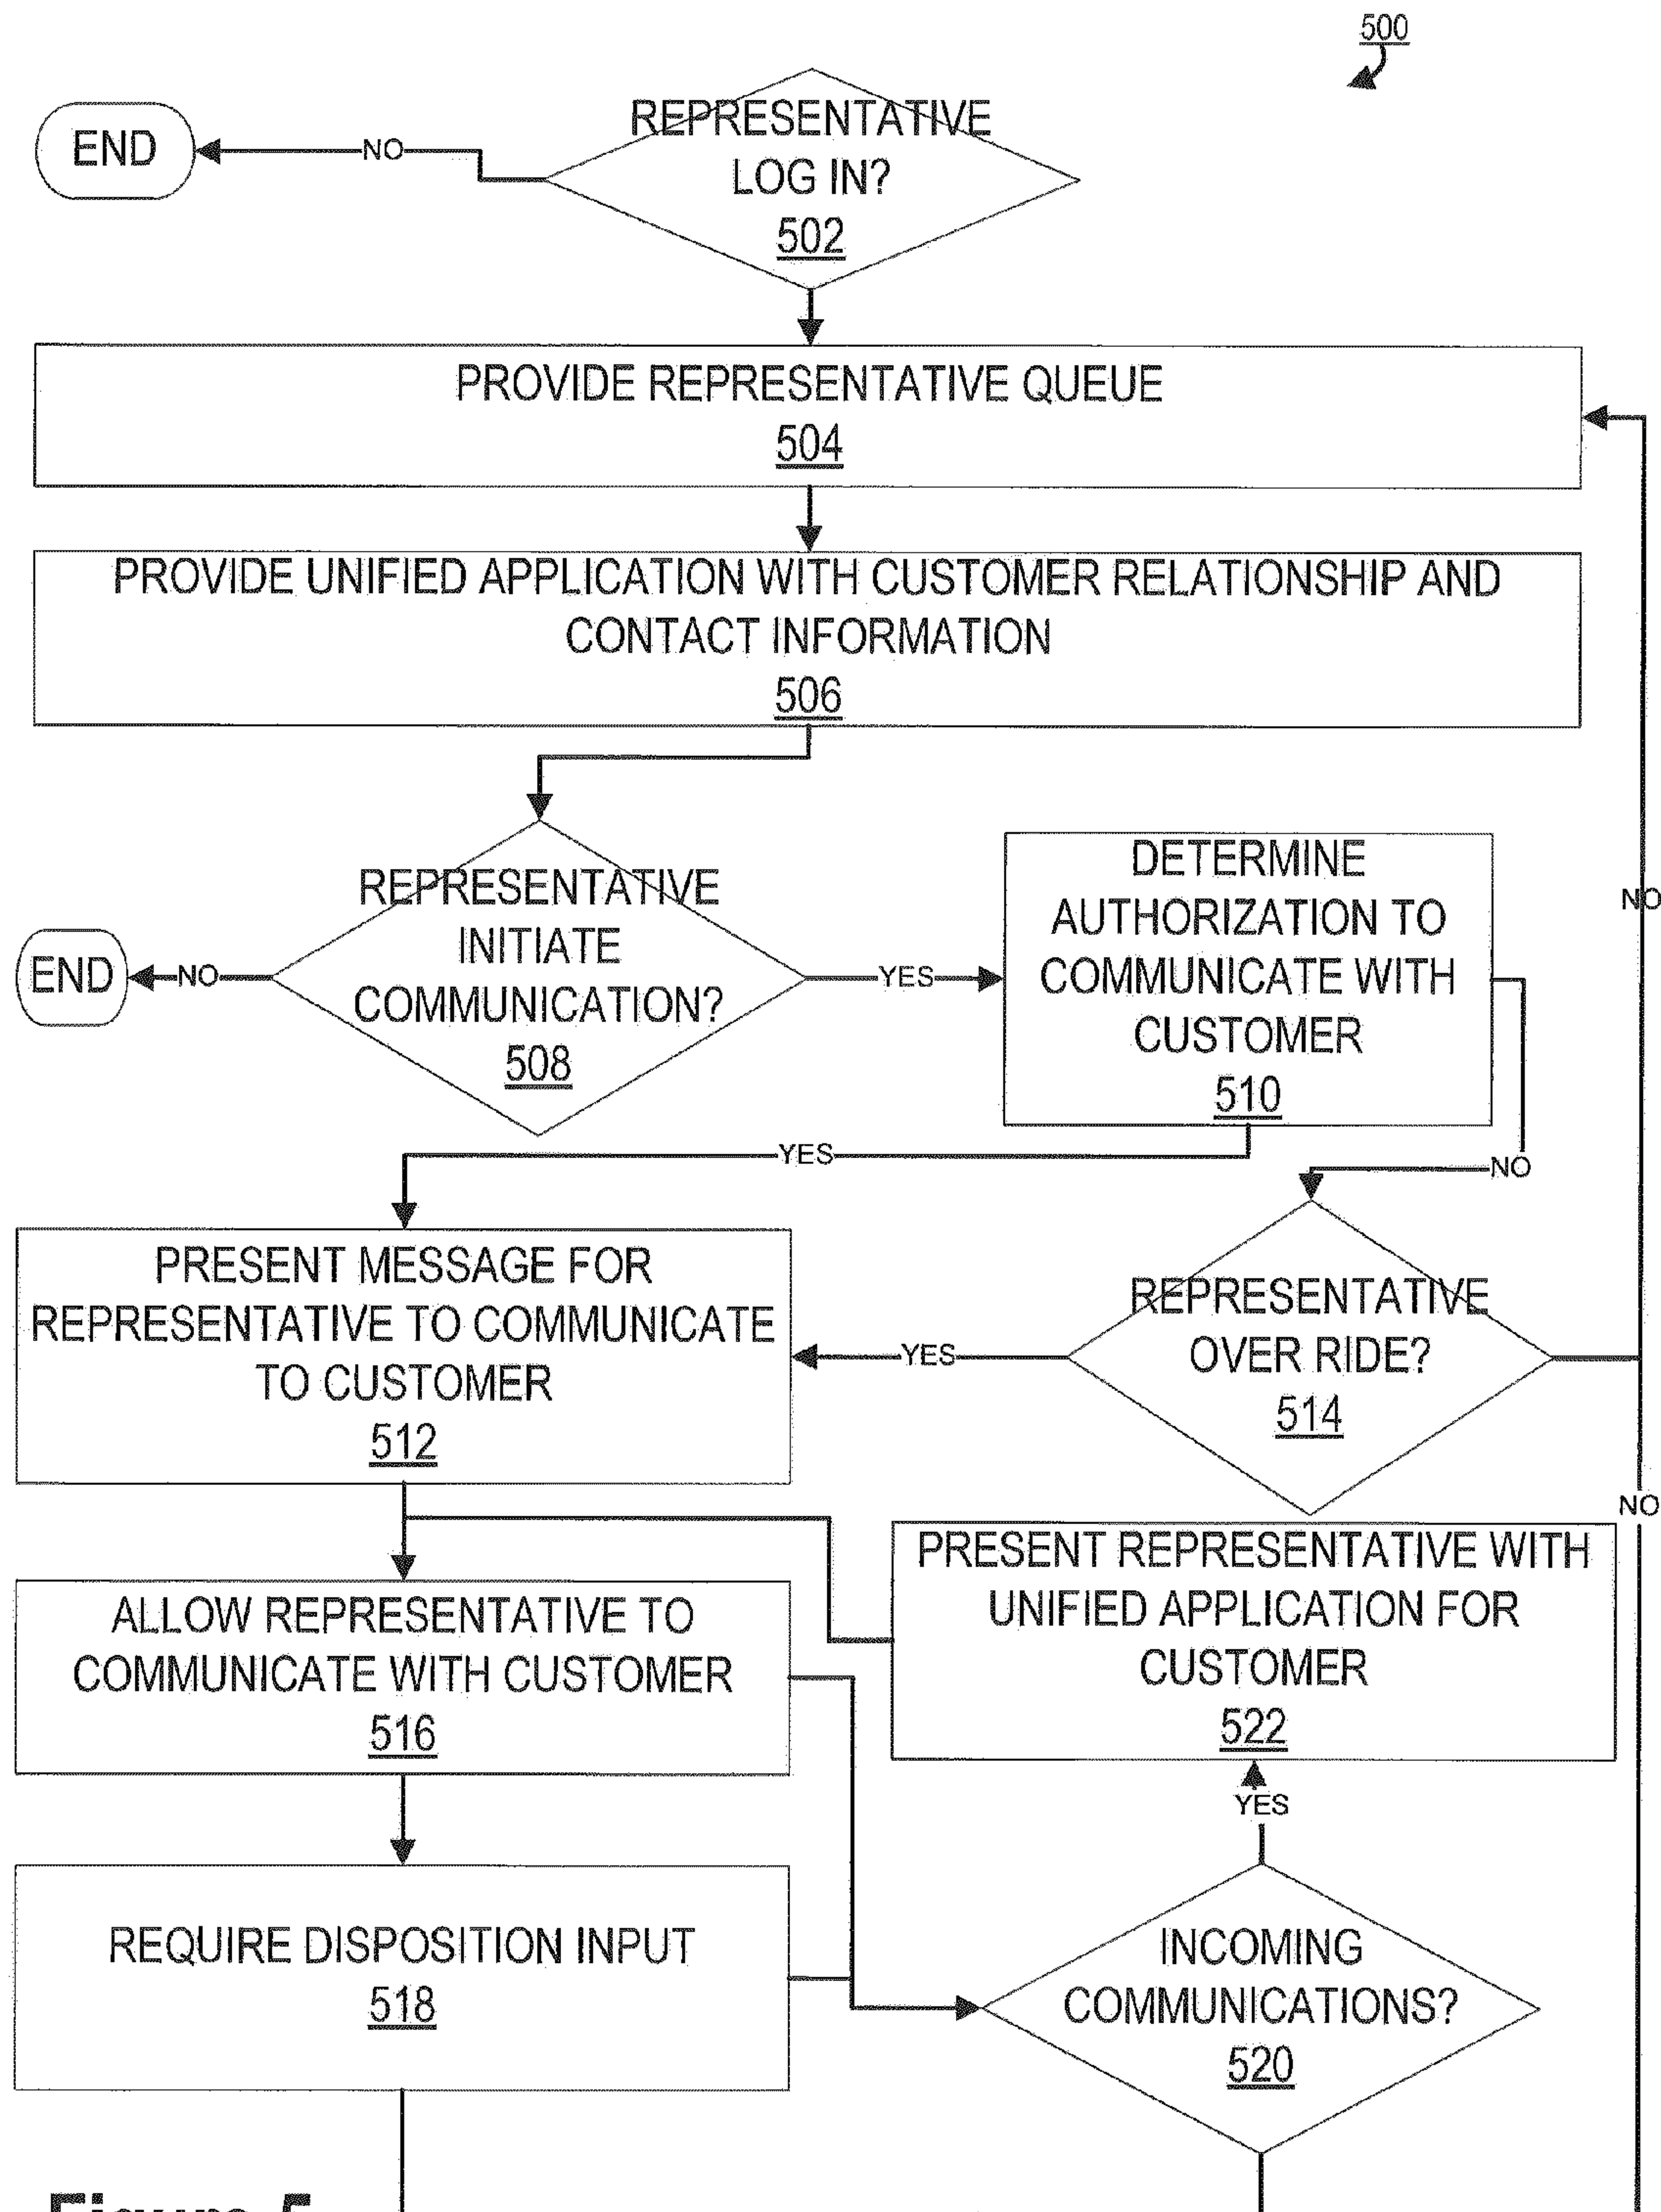 500
REPRESENTATIVE
LOG IN?
502
NO
END
PROVIDE REPRESENTATIVE QUEUE
504
PROVIDE UNIFIED APPLICATION WITH CUSTOMER RELATIONSHIP AND
CONTACT INFORMATION
506
REPRESENTATIVE
INITIATE
COMMUNICATION?
508
NO
END
YES
DETERMINE
AUTHORIZATION TO
COMMUNICATE WITH
CUSTOMER
510
NO
YES
NO
PRESENT MESSAGE FOR
REPRESENTATIVE TO COMMUNICATE
TO CUSTOMER
512
YES
REPRESENTATIVE
OVER RIDE?
514
NO
ALLOW REPRESENTATIVE TO
COMMUNICATE WITH CUSTOMER
516
PRESENT REPRESENTATIVE WITH
UNIFIED APPLICATION FOR
CUSTOMER
522
YES
REQUIRE DISPOSITION INPUT
518
INCOMING
COMMUNICATIONS?
520
Figure 5